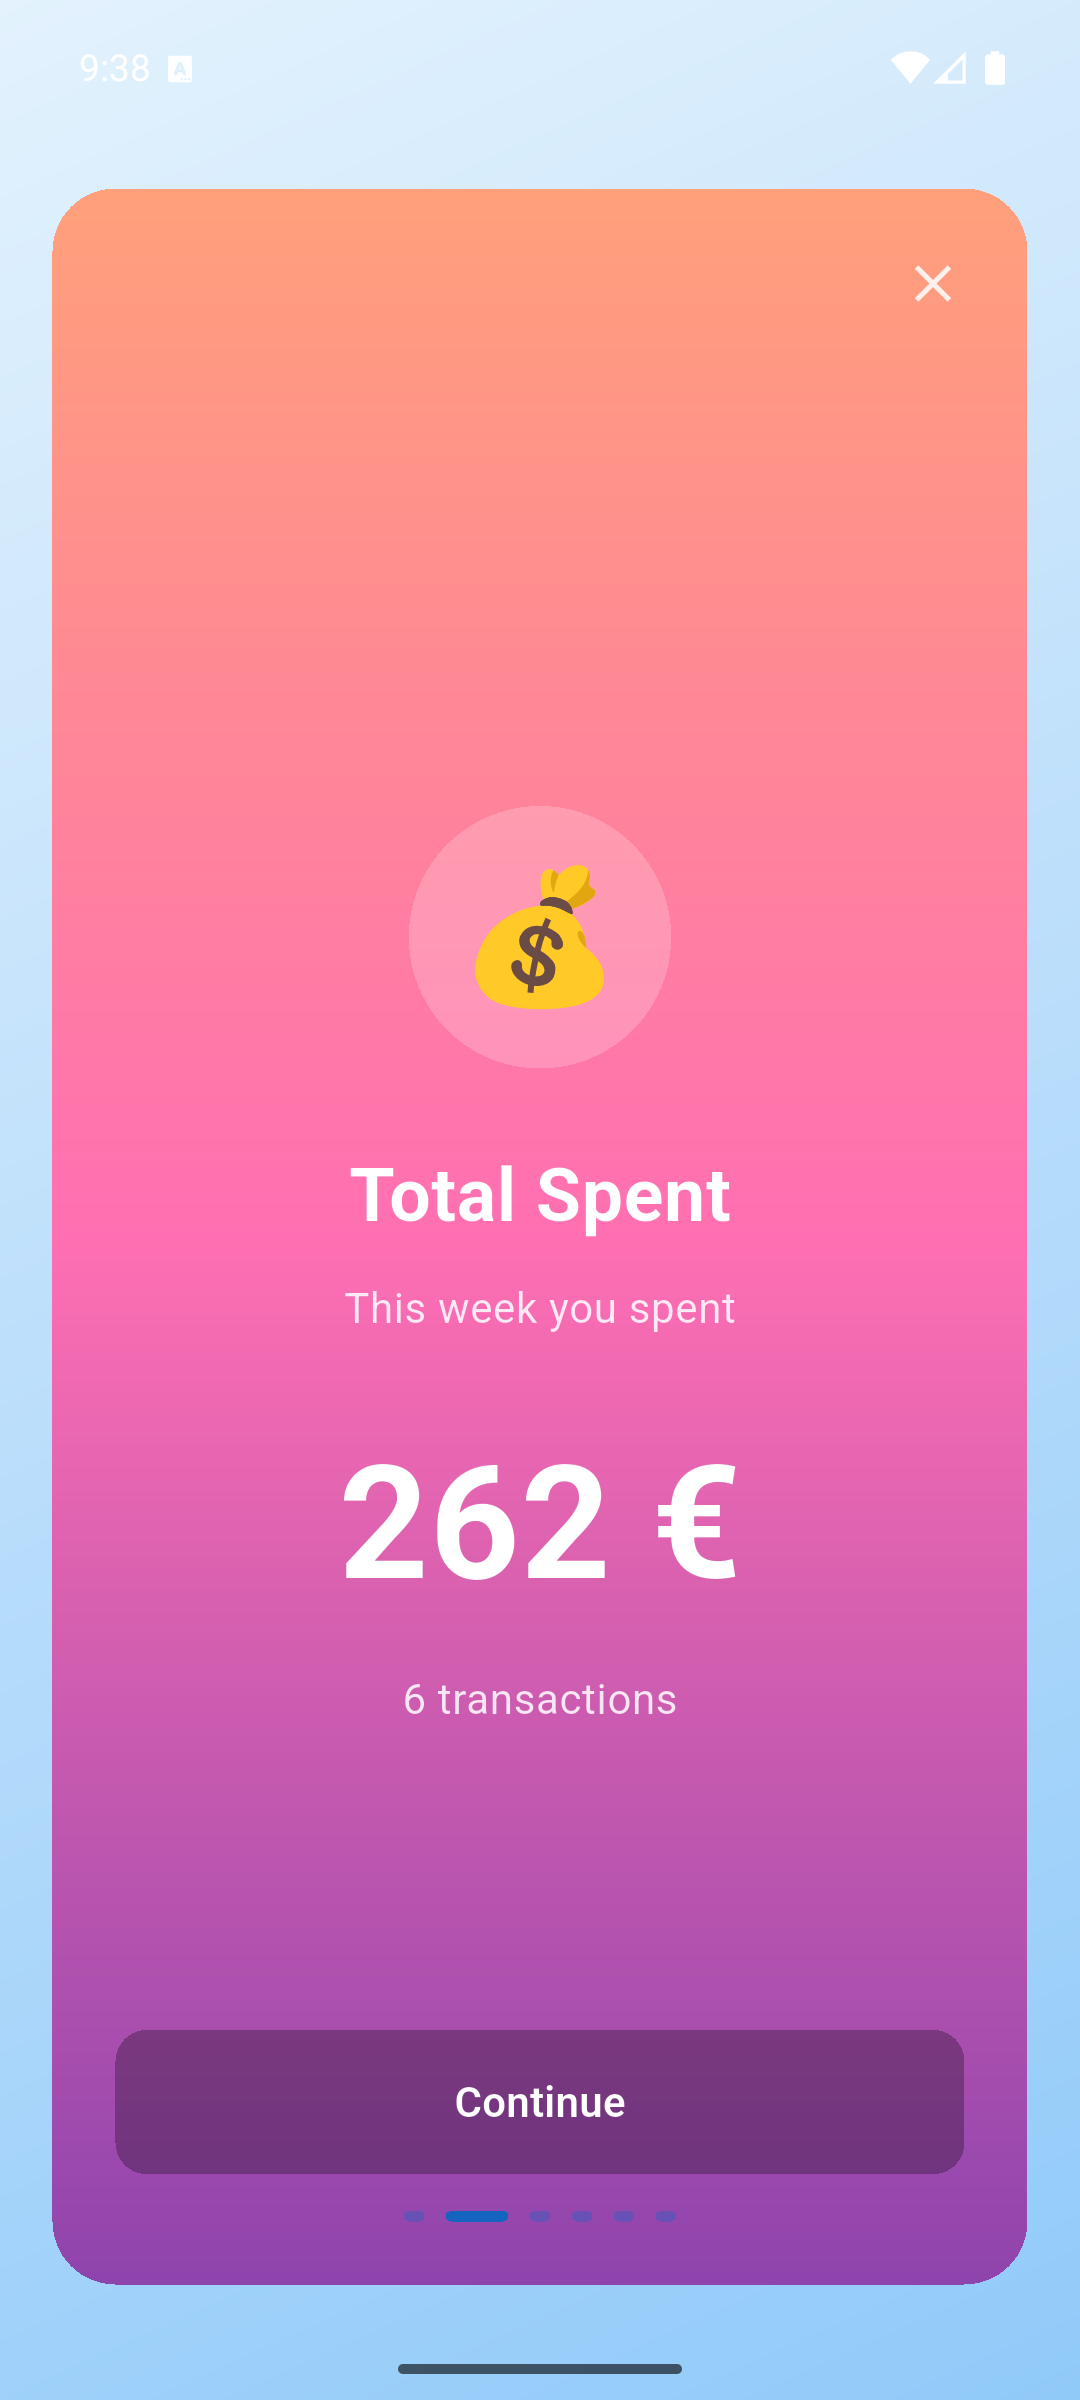 9:38
Total Spent
This week you spent
262 €
6 transactions
Continue